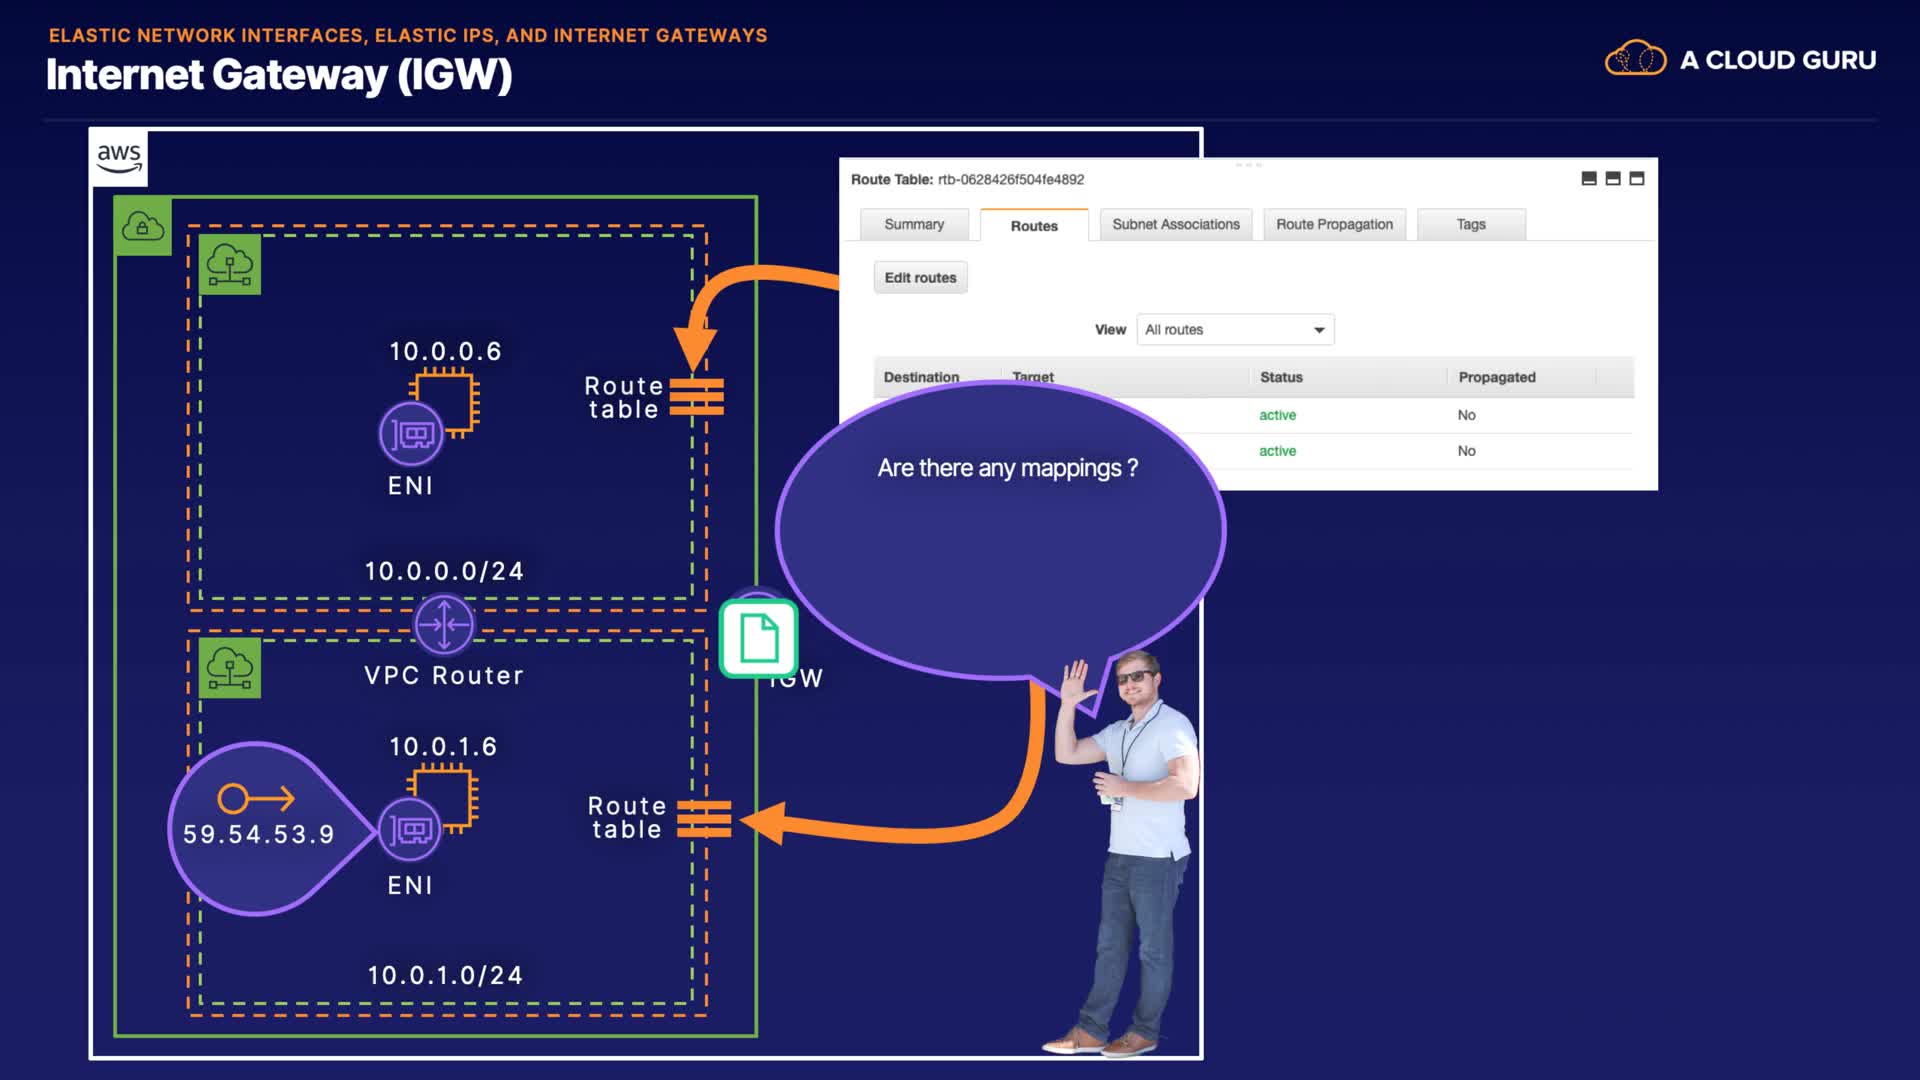 ELASTIC NETWORK INTERFACES, ELASTIC IPS, AND INTERNET GATEWAYS
Internet Gateway (IGW)
A CLOUD GURU
aws
Route Table: rtb-0628426f504fe4892
Summary
Routes
Subnet Associations
Route Propagation
Tags
Edit routes
View
All routes
Destination
Target
Status
Propagated
active
No
active
No
Are there any mappings ?
10.0.0.6
ENI
Route
table
10.0.0.0/24
VPC Router
IGW
10.0.1.6
59.54.53.9
ENI
Route
table
10.0.1.0/24